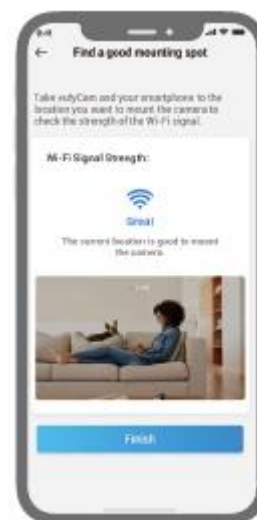 Find a good mounting spot
Take eufyCam and your smartphone to the
location you want to mount the camera to
check the strength of the Wi-Fi signal.
Wi-Fi Signal Strength:
Great
The current location is good to mount
the camera.
Finish